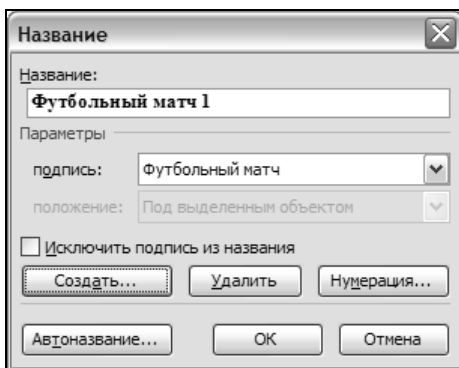 Название
Название:
Футбольный матч 1
Параметры
подпись: Футбольный матч
положение: Под выделенным объектом
Исключить подпись из названия
Создать... Удалить Нумерация...
Автоназвание... ОК Отмена